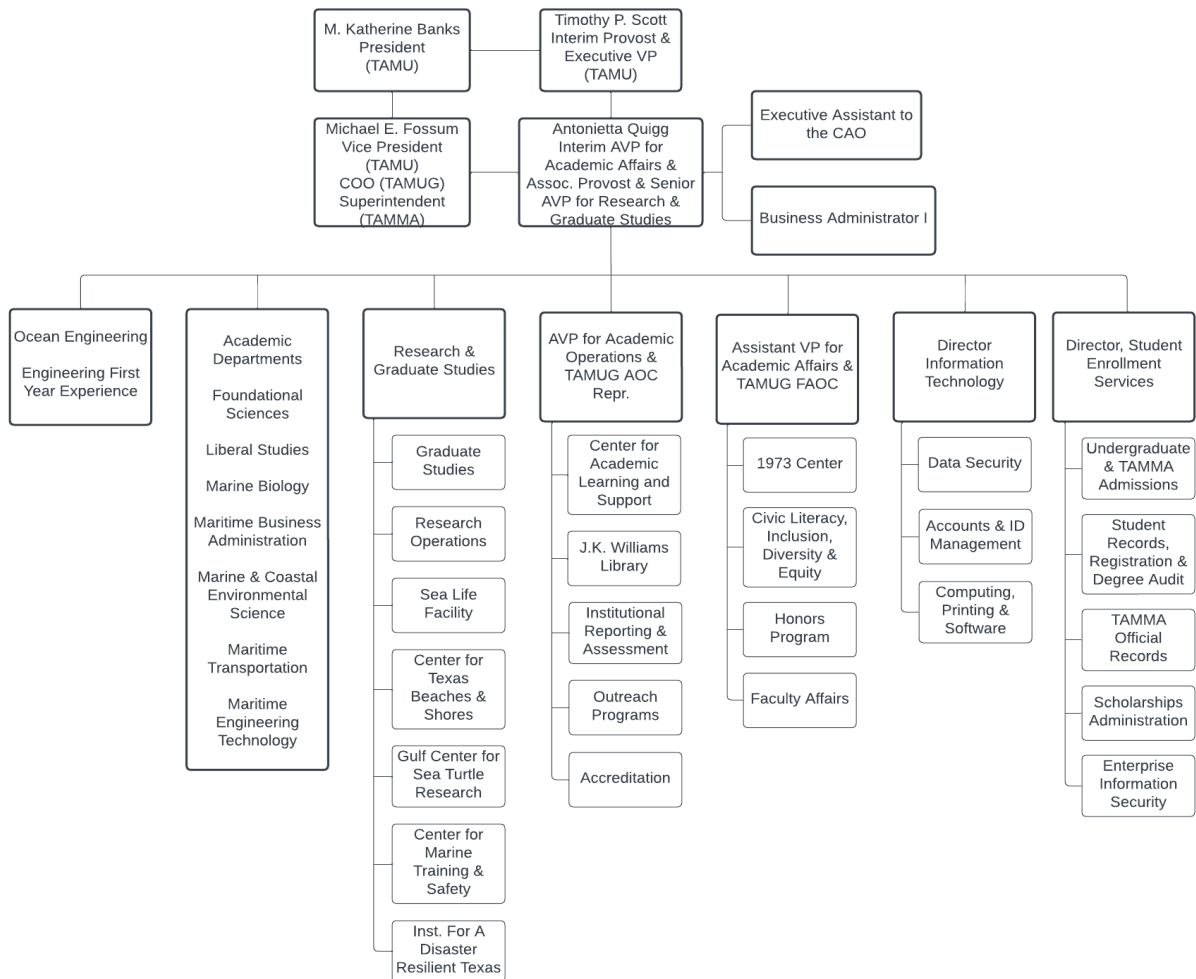 M. Katherine Banks
President
(TAMU)
Timothy P. Scott
Interim Provost &
Executive VP
(TAMU)
Michael E. Fossum
Vice President
(TAMU)
COO (TAMUG)
Superintendent
(TAMMA)
Antonietta Quigg
Interim AVP for
Academic Affairs &
Assoc. Provost & Senior
AVP for Research &
Graduate Studies
Executive Assistant to
the CAO
Business Administrator I
Ocean Engineering
Engineering First
Year Experience
Academic
Departments
Foundational
Sciences
Liberal Studies
Marine Biology
Maritime Business
Administration
Marine & Coastal
Environmental
Science
Maritime
Transportation
Maritime
Engineering
Technology
Research &
Graduate Studies
Graduate
Studies
Research
Operations
Sea Life
Facility
Center for
Texas
Beaches &
Shores
Gulf Center for
Sea Turtle
Research
Center for
Marine
Training &
Safety
Inst. For A
Disaster
Resilient Texas
AVP for Academic
Operations &
TAMUG AOC
Repr.
Center for
Academic
Learning and
Support
J.K. Williams
Library
Institutional
Reporting &
Assessment
Outreach
Programs
Accreditation
Assistant VP for
Academic Affairs &
TAMUG FAOC
1973 Center
Civic Literacy,
Inclusion,
Diversity &
Equity
Honors
Program
Faculty Affairs
Director
Information
Technology
Data Security
Accounts & ID
Management
Computing,
Printing &
Software
Director, Student
Enrollment
Services
Undergraduate
& TAMMA
Admissions
Student
Records,
Registration &
Degree Audit
TAMMA
Official
Records
Scholarships
Administration
Enterprise
Information
Security